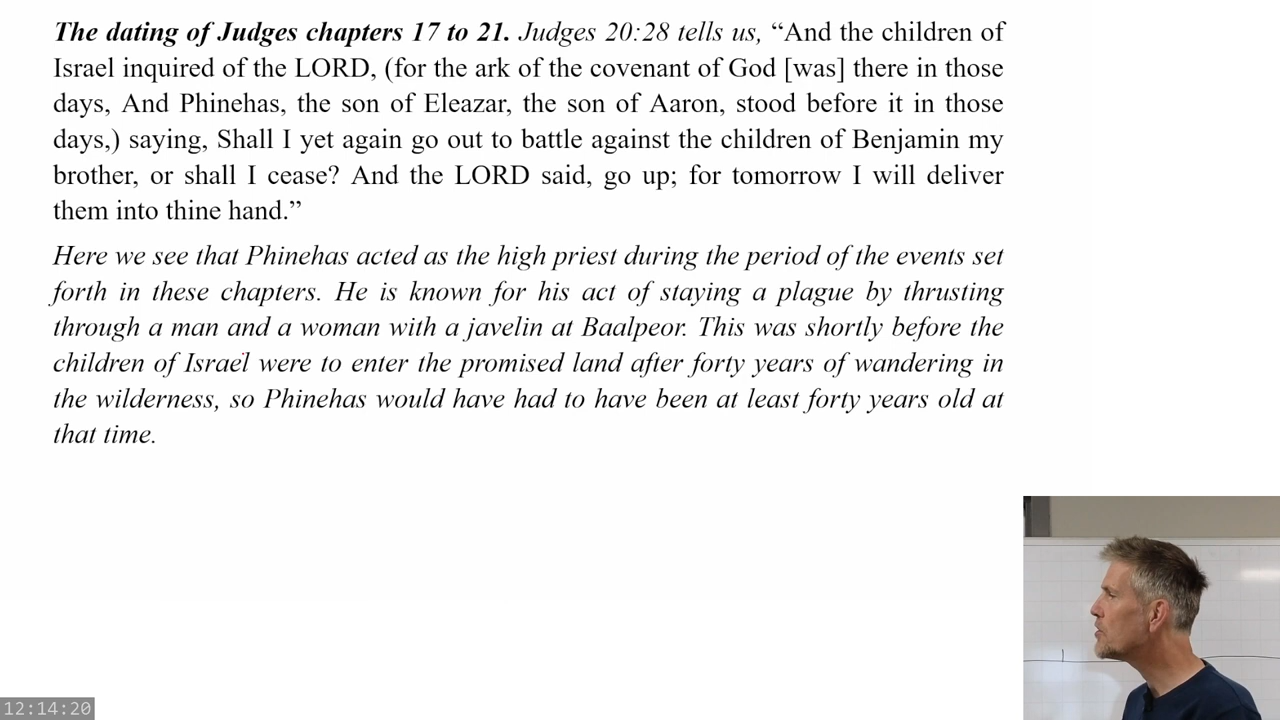 The dating of Judges chapters 17 to 21. Judges 20:28 tells us, “And the children of
Israel inquired of the LORD, (for the ark of the covenant of God [was] there in those
days, And Phinehas, the son of Eleazar, the son of Aaron, stood before it in those
days,) saying, Shall I yet again go out to battle against the children of Benjamin my
brother, or shall I cease? And the LORD said, go up; for tomorrow I will deliver
them into thine hand.”
Here we see that Phinehas acted as the high priest during the period of the events set
forth in these chapters. He is known for his act of staying a plague by thrusting
through a man and a woman with a javelin at Baalpeor. This was shortly before the
children of Israel were to enter the promised land after forty years of wandering in
the wilderness, so Phinehas would have had to have been at least forty years old at
that time.
12:14:20